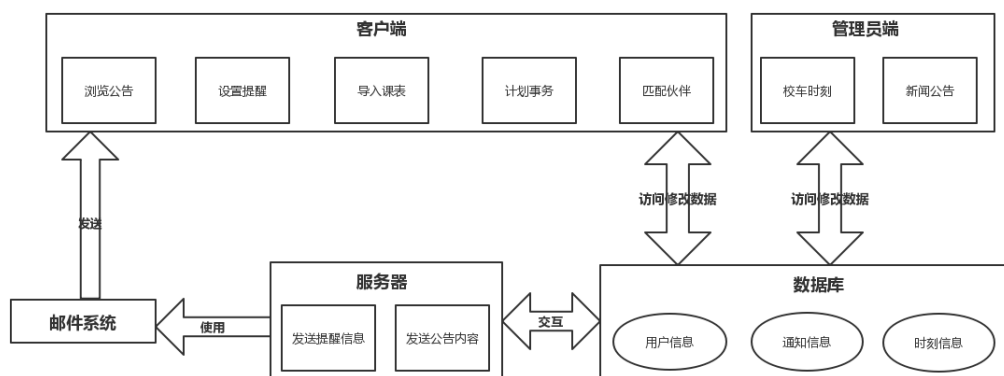 客户端
管理员端
浏览公告
设置提醒
导入课表
计划事务
匹配伙伴
校车时刻
新闻公告
发送
访问修改数据
访问修改数据
服务器
数据库
邮件系统
使用
发送提醒信息
发送公告内容
交互
用户信息
通知信息
时刻信息